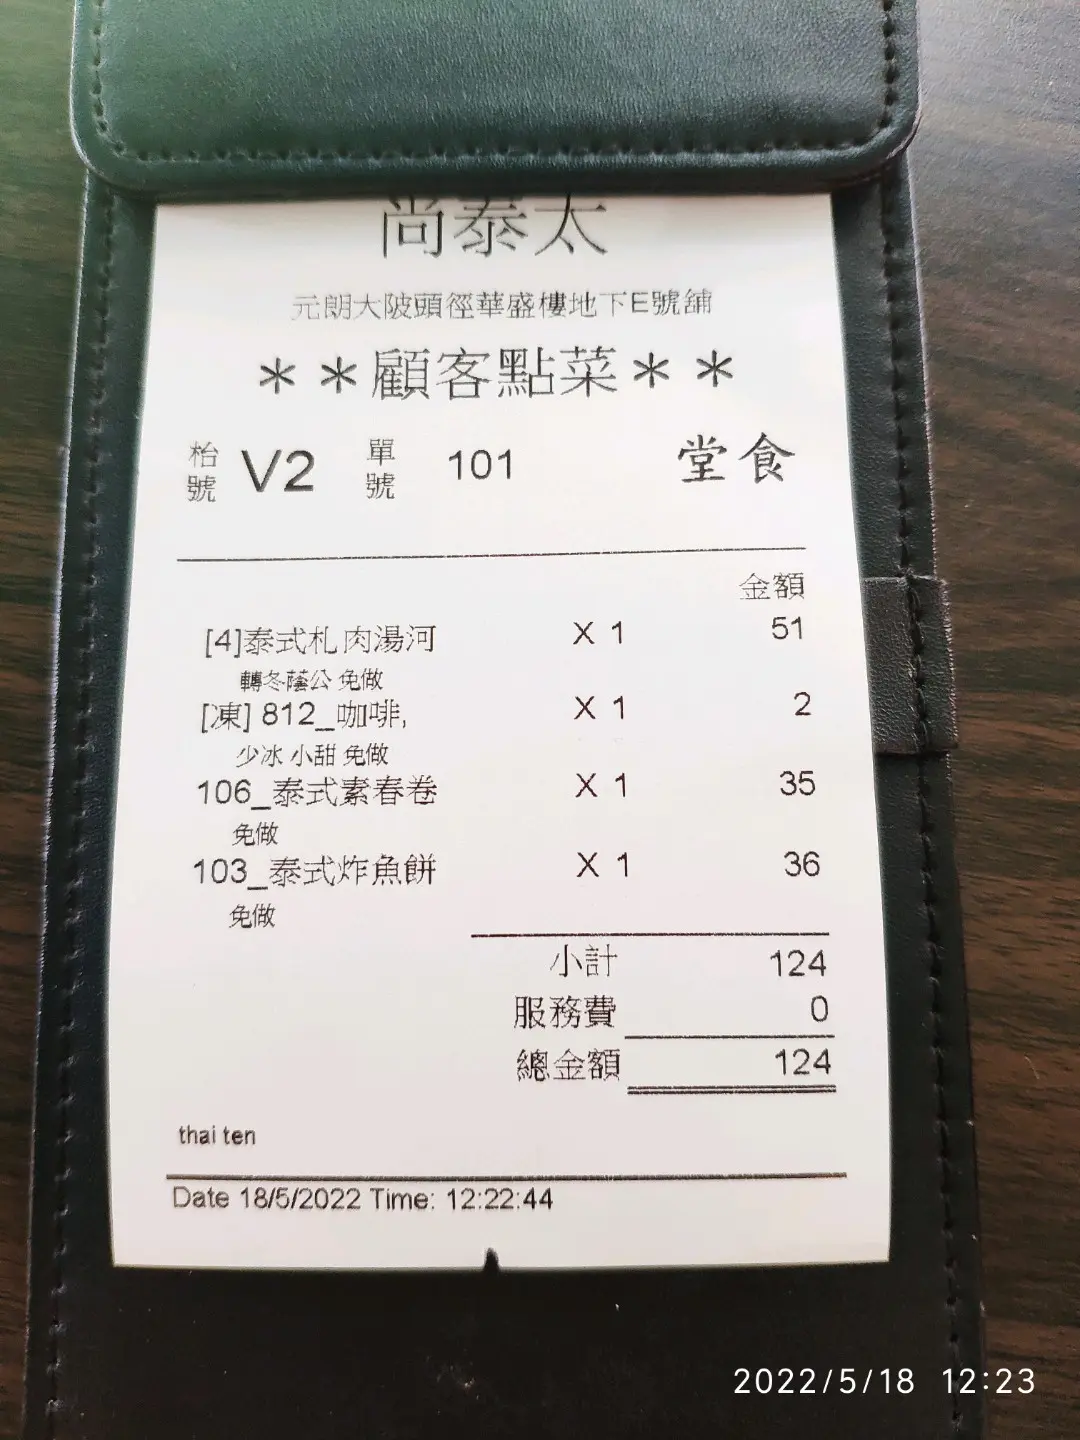 尚泰太
元朗大陂頭徑華盛樓地下E號舖
＊＊顧客點菜＊＊
枱號 V2 單號 101 堂食
金額
[4]泰式札肉湯河 X 1 51
轉冬蔭公 免做
[凍] 812_咖啡, X 1 2
少冰 小甜 免做
106_泰式素春卷 X 1 35
免做
103_泰式炸魚餅 X 1 36
免做
小計 124
服務費 0
總金額 124
thai ten
Date 18/5/2022 Time: 12:22:44
2022/5/18 12:23